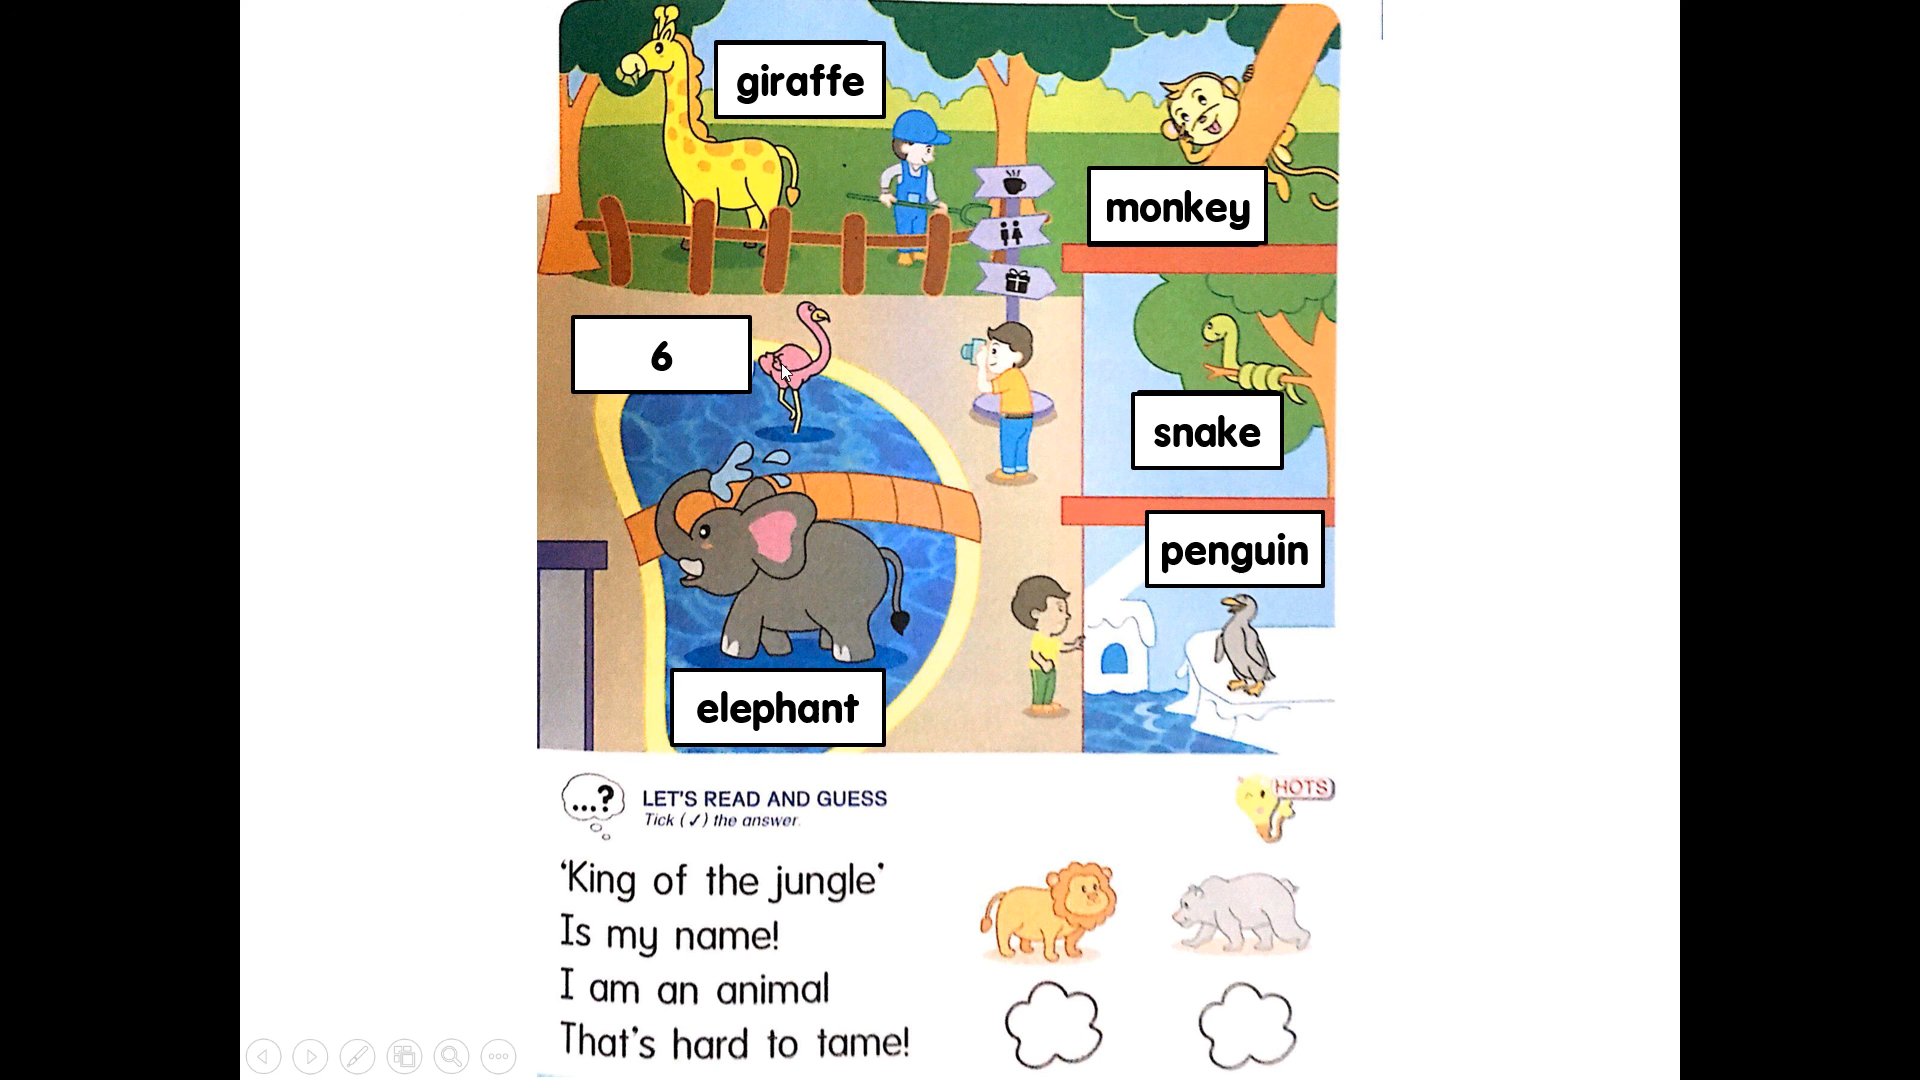 giraffe
monkey
6
snake
penguin
elephant
...?
LET'S READ AND GUESS
Tick (✓) the answer.
HOTS
'King of the jungle'
Is my name!
I am an animal
That's hard to tame!